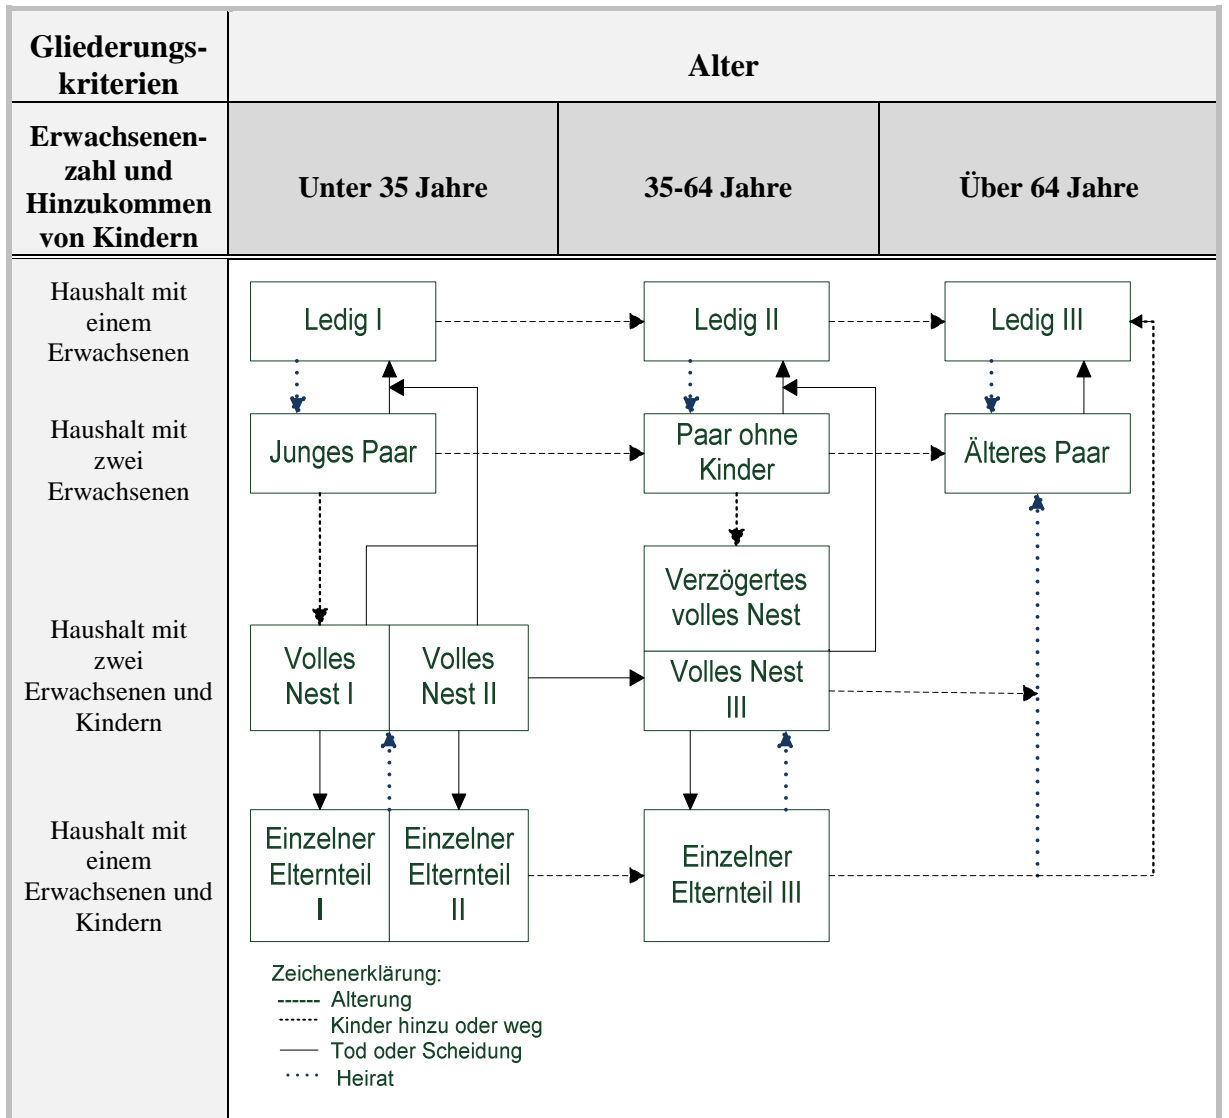 Gliederungs-
kriterien
Alter
Erwachsenen-
zahl und
Hinzukommen
von Kindern
Unter 35 Jahre
35-64 Jahre
Über 64 Jahre
Haushalt mit
einem
Erwachsenen
Ledig I
Ledig II
Ledig III
Haushalt mit
zwei
Erwachsenen
Junges Paar
Paar ohne
Kinder
Älteres Paar
Haushalt mit
zwei
Erwachsenen und
Kindern
Volles
Nest I
Volles
Nest II
Verzögertes
volles Nest
Volles Nest
III
Haushalt mit
einem
Erwachsenen und
Kindern
Einzelner
Elternteil
I
Einzelner
Elternteil
II
Einzelner
Elternteil III
Zeichenerklärung:
Alterung
Kinder hinzu oder weg
Tod oder Scheidung
Heirat